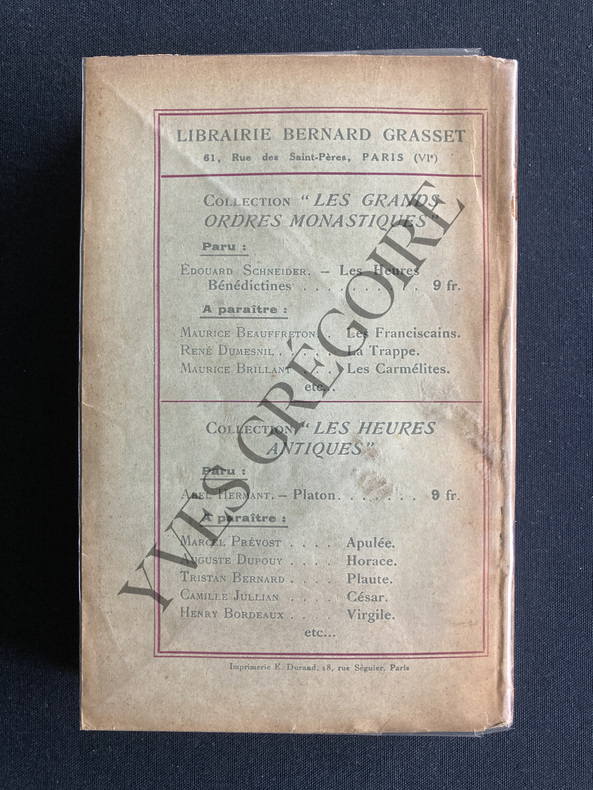 LIBRAIRIE BERNARD GRASSET
61, Rue des Saint-Pères, PARIS (VIᵉ)
COLLECTION "LES GRANDS
ORDRES MONASTIQUES"
Paru :
ÉDOUARD SCHNEIDER. – Les Heures
Bénédictines . . . . . . . . 9 fr.
A paraître :
MAURICE BEAUFRETON. . Les Franciscains.
RENÉ DUMESNIL . . . . . La Trappe.
MAURICE BRILLANT . . . Les Carmélites.
etc...
COLLECTION "LES HEURES
ANTIQUES"
Paru :
ABEL HERMANT. – Platon. . . . . . . 9 fr.
A paraître :
MARCEL PRÉVOST . . . . Apulée.
AUGUSTE DUPOUY . . . . Horace.
TRISTAN BERNARD . . . . Plaute.
CAMILLE JULLIAN . . . . César.
HENRY BORDEAUX . . . . Virgile.
etc...
Imprimerie E. Durand, 18, rue Séguier, Paris
YVES GRÉGOIRE